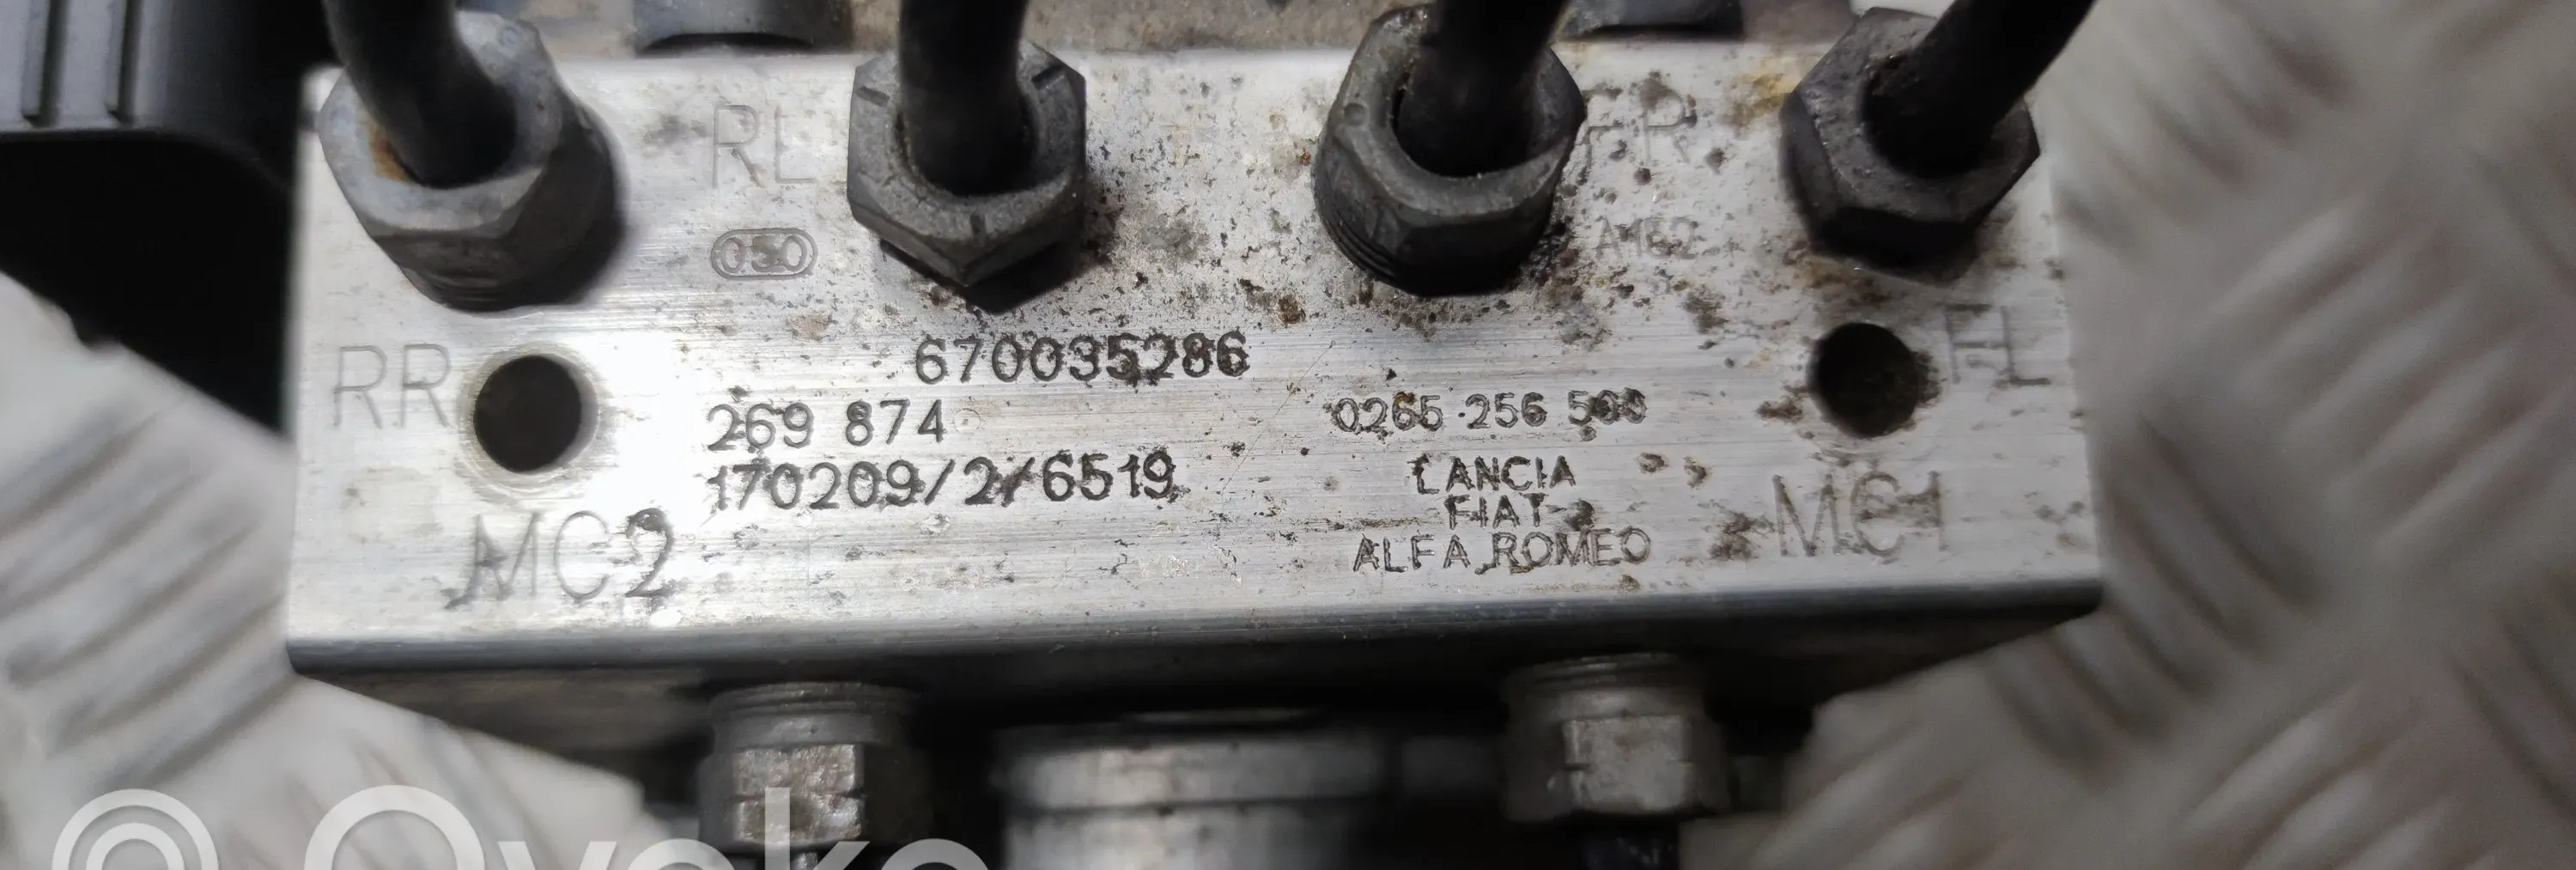 RL
FR
050
A162
RR
670035286
FL
269 874
0265 256 500
170209/2/6519
LANCIA
FIAT
ALFA ROMEO
MC2
MC1
Ovoko